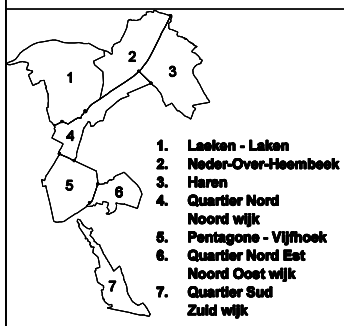 1
2
3
4
5
6
7
1. Laeken - Laken
2. Neder-Over-Heembeek
3. Haren
4. Quartier Nord
Noord wijk
5. Pentagone - Vijfhoek
6. Quartier Nord Est
Noord Oost wijk
7. Quartier Sud
Zuid wijk